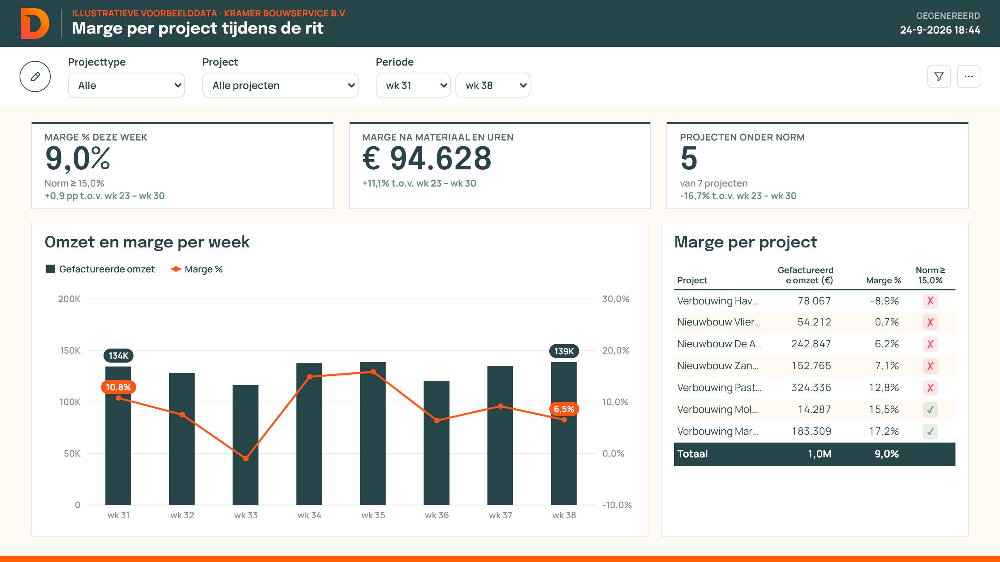 ILLUSTRATIEVE VOORBEELDDATA · KRAMER BOUWSERVICE B.V
Marge per project tijdens de rit
GEGENEREERD
24-9-2026 18:44
Projecttype
Project
Periode
Alle
Alle projecten
wk 31
wk 38
MARGE % DEZE WEEK
9,0%
Norm ≥ 15,0%
+0,9 pp t.o.v. wk 23 – wk 30
MARGE NA MATERIAAL EN UREN
€ 94.628
+11,1% t.o.v. wk 23 – wk 30
PROJECTEN ONDER NORM
5
van 7 projecten
-16,7% t.o.v. wk 23 – wk 30
Omzet en marge per week
Gefactureerde omzet
Marge %
200K
150K
100K
50K
0
30,0%
20,0%
10,0%
0,0%
-10,0%
134K
10,8%
139K
6,5%
wk 31
wk 32
wk 33
wk 34
wk 35
wk 36
wk 37
wk 38
Marge per project
Project
Gefactureerd
e omzet (€)
Marge %
Norm ≥
15,0%
Verbouwing Hav... 78.067 -8,9% ✗
Nieuwbouw Vlier... 54.212 0,7% ✗
Nieuwbouw De A... 242.847 6,2% ✗
Nieuwbouw Zan... 152.765 7,1% ✗
Verbouwing Past... 324.336 12,8% ✗
Verbouwing Mol... 14.287 15,5% ✓
Verbouwing Mar... 183.309 17,2% ✓
Totaal 1,0M 9,0%